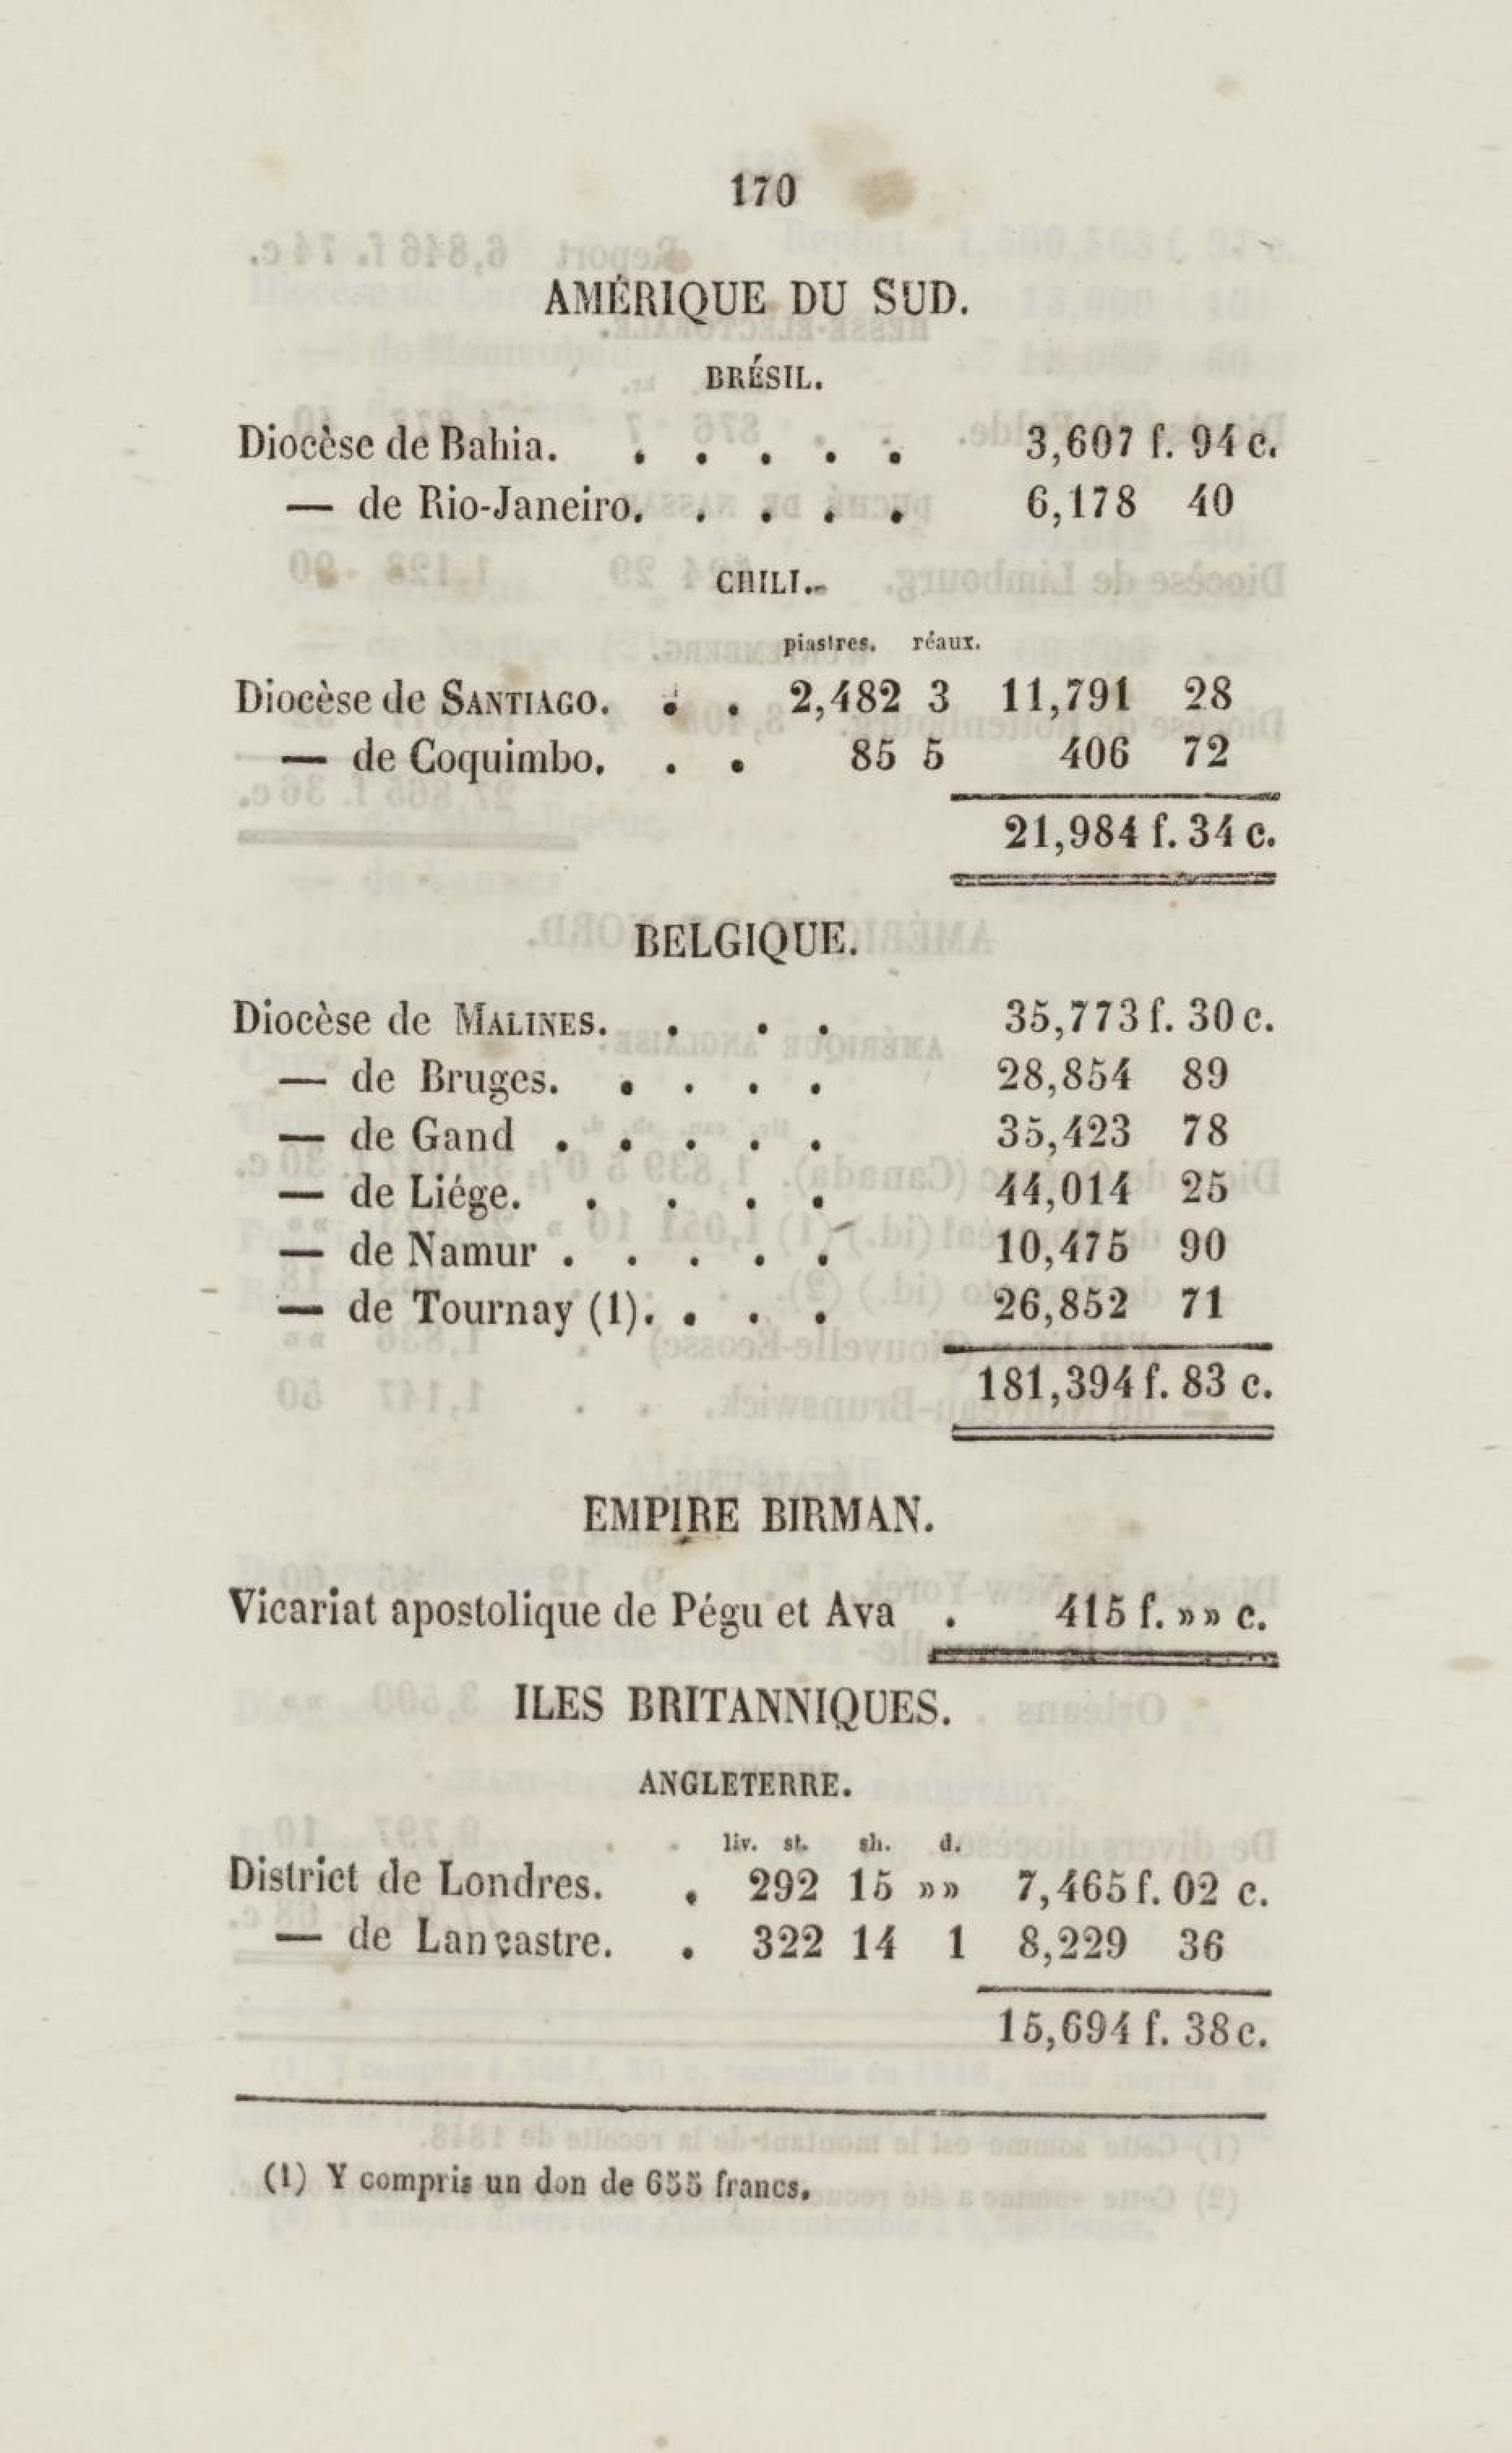 170
AMÉRIQUE DU SUD.
BRÉSIL.
Diocèse de Bahia. . . . . . 3,607 f. 94 c.
— de Rio-Janeiro. . . . . 6,178 40
CHILI.
piastres. réaux.
Diocèse de SANTIAGO. . . 2,482 3 11,791 28
— de Coquimbo. . . 85 5 406 72
21,984 f. 34 c.
BELGIQUE.
Diocèse de MALINES. . . . 35,773 f. 30 c.
— de Bruges. . . . . 28,854 89
— de Gand . . . . . 35,423 78
— de Liége. . . . . 44,014 25
— de Namur . . . . . 10,475 90
— de Tournay (1). . . . 26,852 71
181,394 f. 83 c.
EMPIRE BIRMAN.
Vicariat apostolique de Pégu et Ava . 415 f. »» c.
ILES BRITANNIQUES.
ANGLETERRE.
liv. st. sh. d.
District de Londres. . 292 15 »» 7,465 f. 02 c.
— de Lançastre. . 322 14 1 8,229 36
15,694 f. 38 c.
(1) Y compris un don de 655 francs.